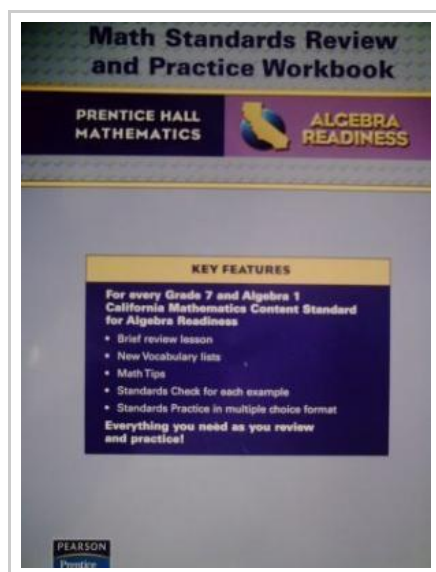 Math Standards Review
and Practice Workbook
PRENTICE HALL
MATHEMATICS
ALGEBRA
READINESS
KEY FEATURES
For every Grade 7 and Algebra 1
California Mathematics Content Standard
for Algebra Readiness
• Brief review lesson
• New Vocabulary lists
• Math Tips
• Standards Check for each example
• Standards Practice in multiple choice format
Everything you need as you review
and practice!
PEARSON
Prentice